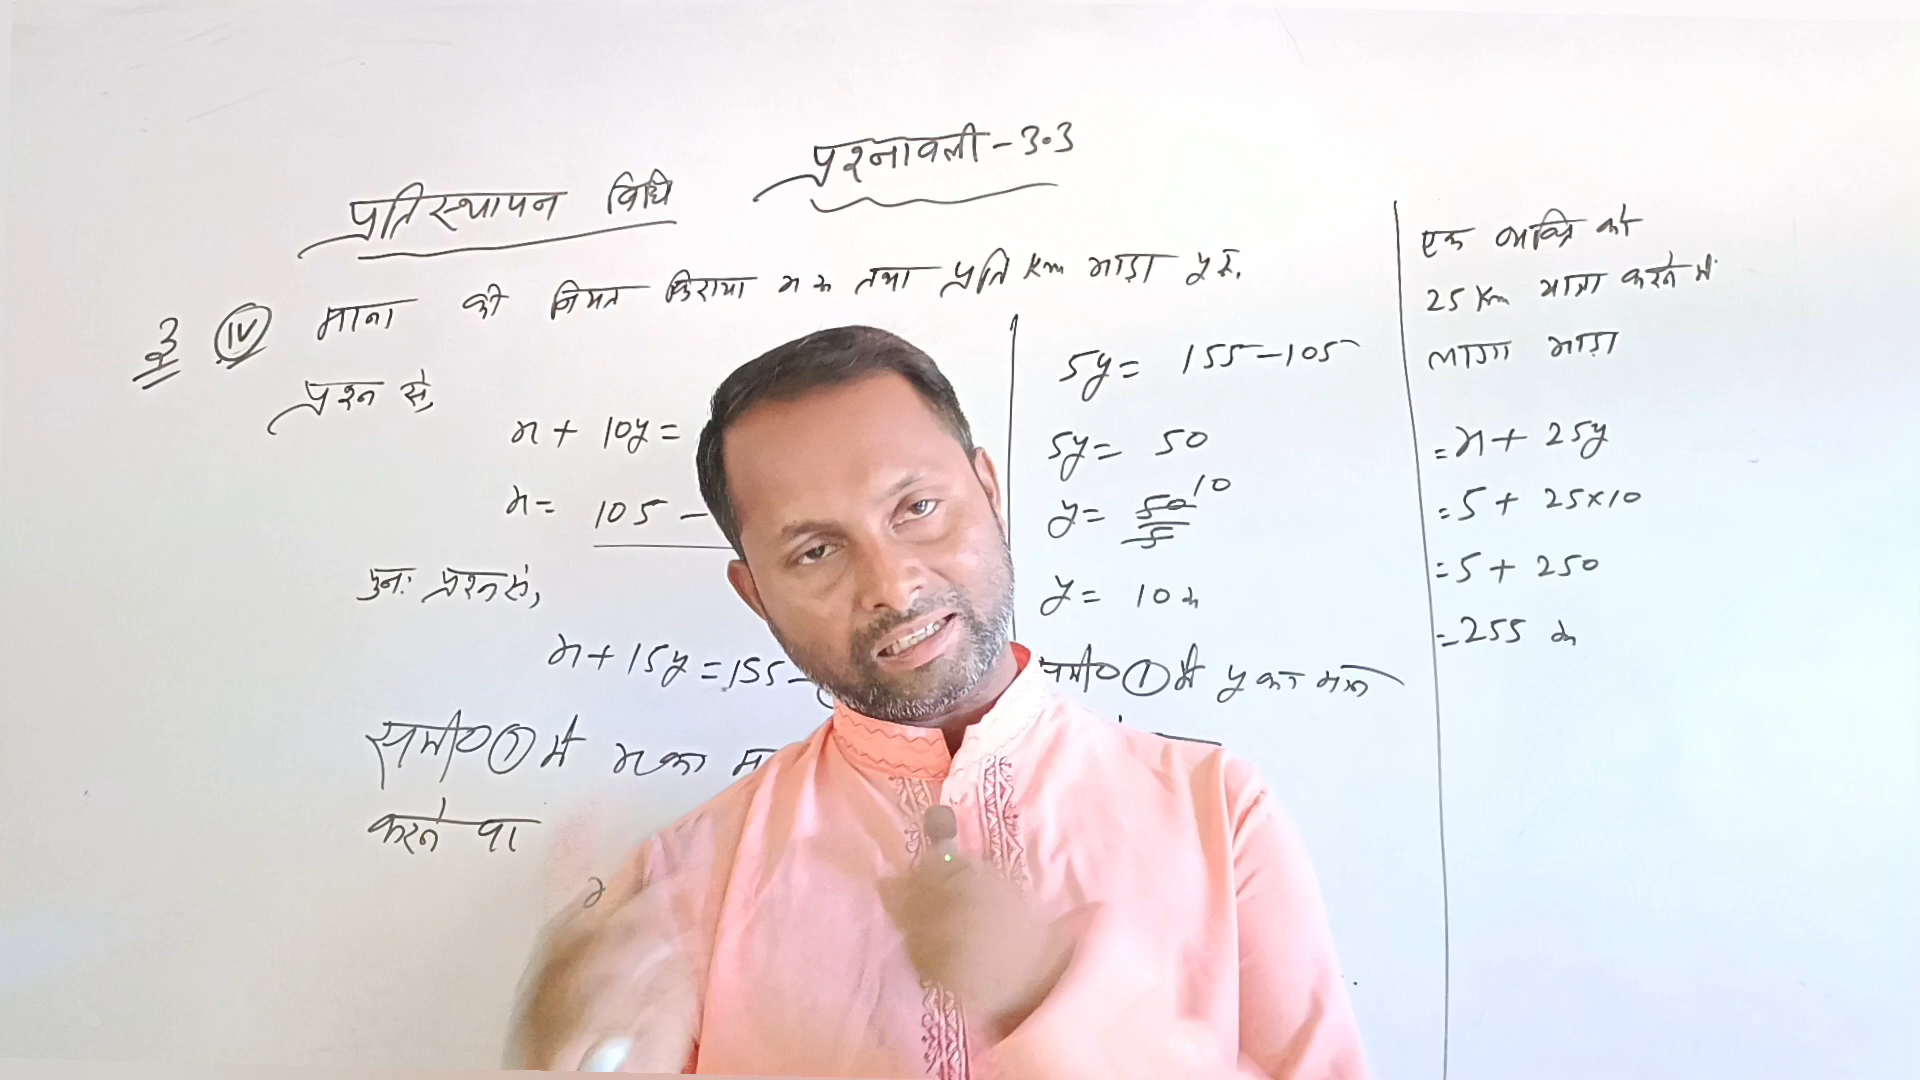 प्रश्नावली - 3.3
प्रतिस्थापन विधि
3 (iv) माना की नियत किराया x रु तथा प्रति km भाड़ा y रु.
प्रश्न से,
x + 10y =
x = 105 -
पुनः प्रश्न से,
x + 15y = 155 -
समी० ① में x का
करने पर
5y = 155 - 105
5y = 50
y = 50/5 10
y = 10 रु
समी० ① में y का मान
एक व्यक्ति को
25 km यात्रा करने में
लगा भाड़ा
= x + 25y
= 5 + 25×10
= 5 + 250
= 255 रु